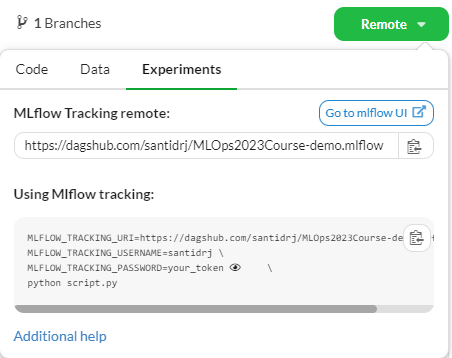 1 Branches
Remote
Code
Data
Experiments
MLflow Tracking remote:
Go to mlflow UI
https://dagshub.com/santidrj/MLOps2023Course-demo.mlflow
Using Mlflow tracking:
MLFLOW_TRACKING_URI=https://dagshub.com/santidrj/MLOps2023Course-de
MLFLOW_TRACKING_USERNAME=santidrj \
MLFLOW_TRACKING_PASSWORD=your_token \
python script.py
Additional help